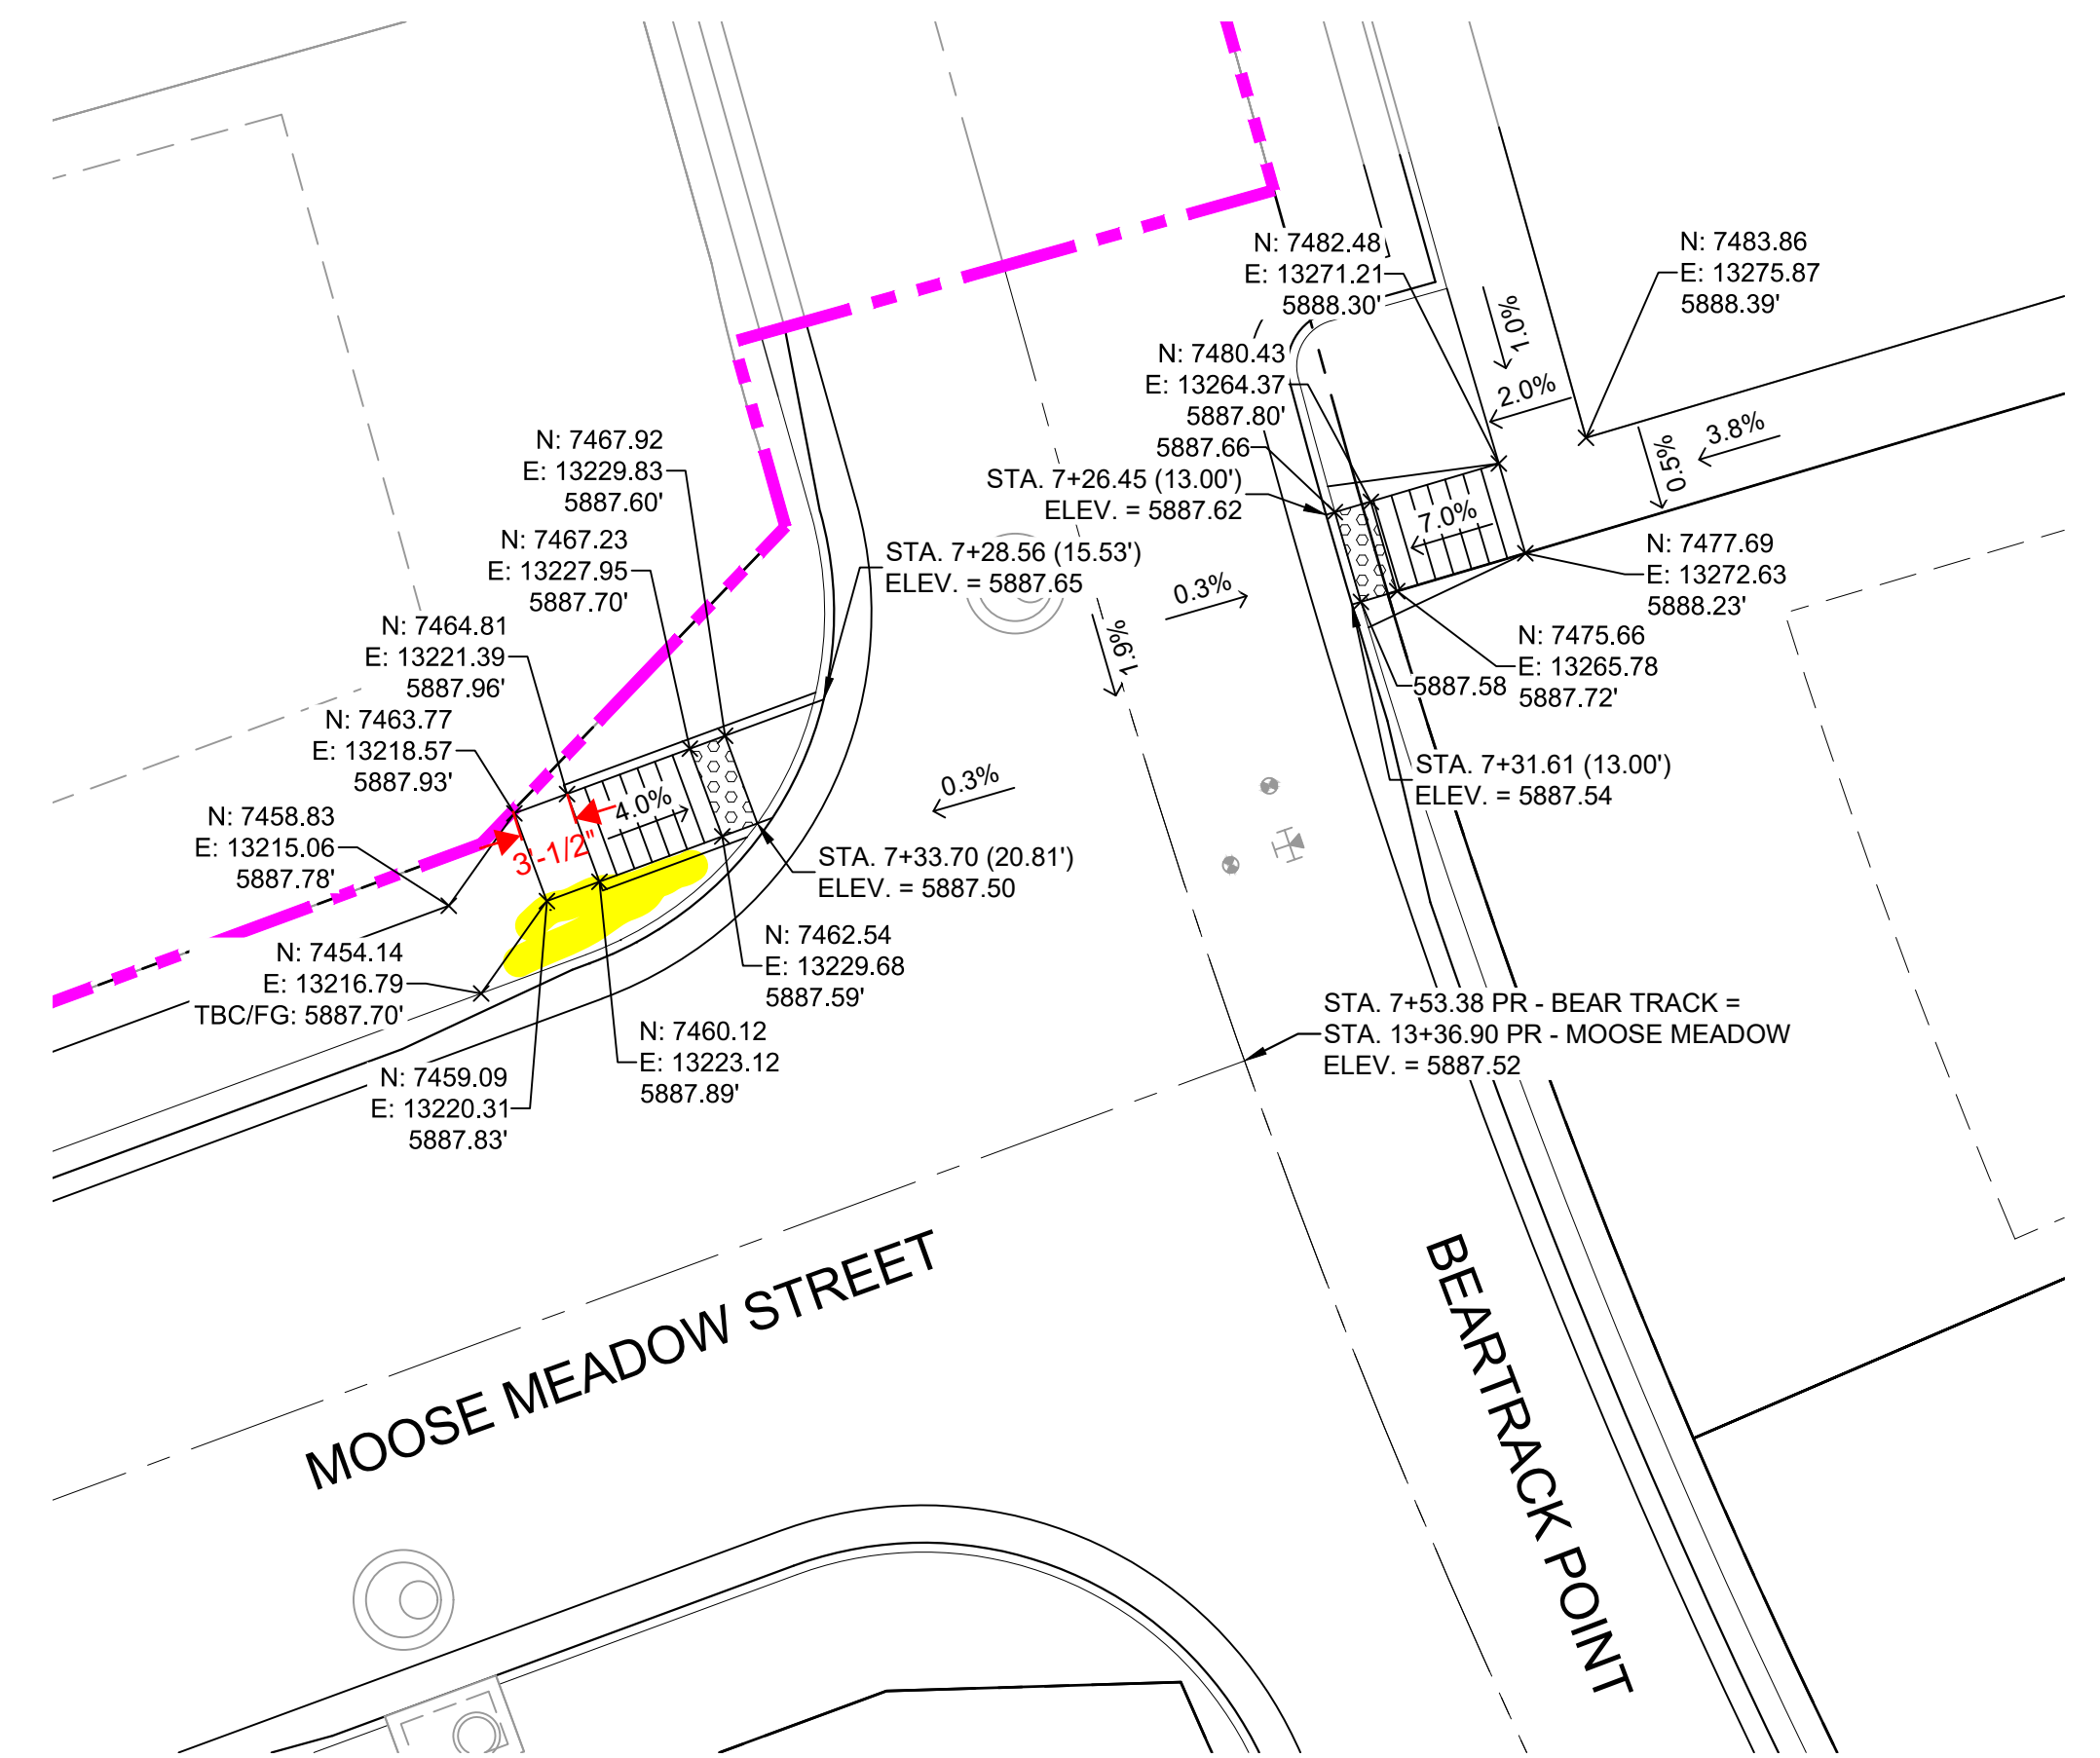 N: 7482.48
E: 13271.21
5888.30'
N: 7483.86
E: 13275.87
5888.39'
1.0%
2.0%
3.8%
0.5%
N: 7480.43
E: 13264.37
5887.80'
5887.66
STA. 7+26.45 (13.00')
ELEV. = 5887.62
7.0%
N: 7467.92
E: 13229.83
5887.60'
N: 7467.23
E: 13227.95
5887.70'
STA. 7+28.56 (15.53')
ELEV. = 5887.65
0.3%
1.9%
N: 7477.69
E: 13272.63
5888.23'
N: 7475.66
E: 13265.78
5887.72'
5887.58
N: 7464.81
E: 13221.39
5887.96'
N: 7463.77
E: 13218.57
5887.93'
STA. 7+31.61 (13.00')
ELEV. = 5887.54
0.3%
4.0%
3'-1/2"
N: 7458.83
E: 13215.06
5887.78'
STA. 7+33.70 (20.81')
ELEV. = 5887.50
N: 7454.14
E: 13216.79
TBC/FG: 5887.70'
N: 7462.54
E: 13229.68
5887.59'
N: 7460.12
E: 13223.12
5887.89'
N: 7459.09
E: 13220.31
5887.83'
STA. 7+53.38 PR - BEAR TRACK =
STA. 13+36.90 PR - MOOSE MEADOW
ELEV. = 5887.52
MOOSE MEADOW STREET
BEARTRACK POINT